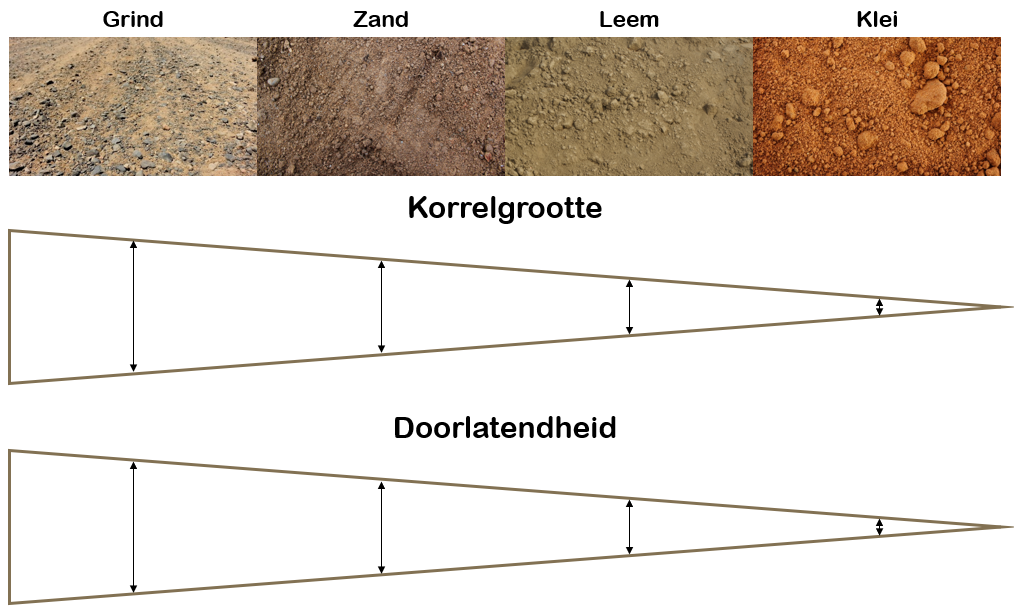 Grind Zand Leem Klei
Korrelgrootte
Doorlatendheid